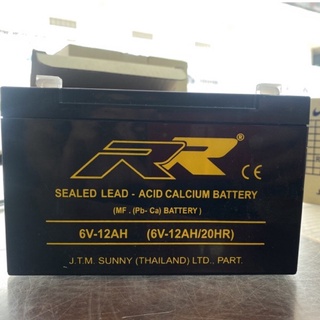 RR®
CE
SEALED LEAD - ACID CALCIUM BATTERY
(MF . (Pb- Ca) BATTERY )
6V-12AH (6V-12AH/20HR)
J.T.M. SUNNY (THAILAND) LTD., PART.